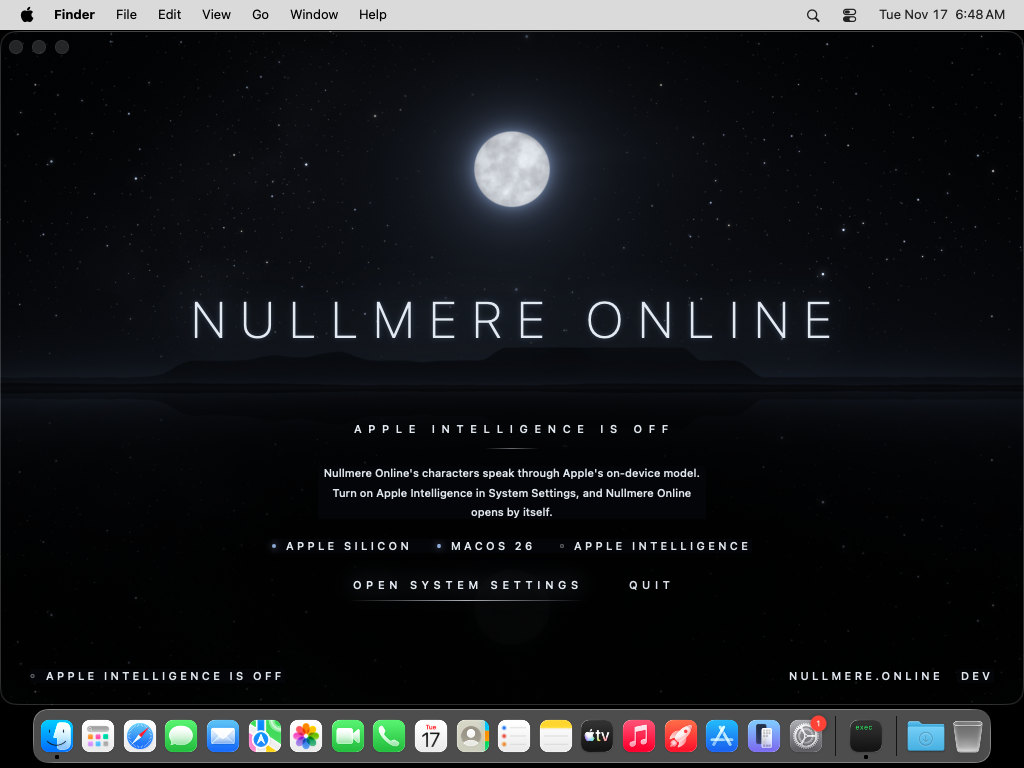 Finder File Edit View Go Window Help Tue Nov 17 6:48 AM
NULLMERE ONLINE
APPLE INTELLIGENCE IS OFF
Nullmere Online's characters speak through Apple's on-device model.
Turn on Apple Intelligence in System Settings, and Nullmere Online
opens by itself.
APPLE SILICON MACOS 26 APPLE INTELLIGENCE
OPEN SYSTEM SETTINGS QUIT
APPLE INTELLIGENCE IS OFF NULLMERE.ONLINE DEV
1
Tue
17
tv
exec